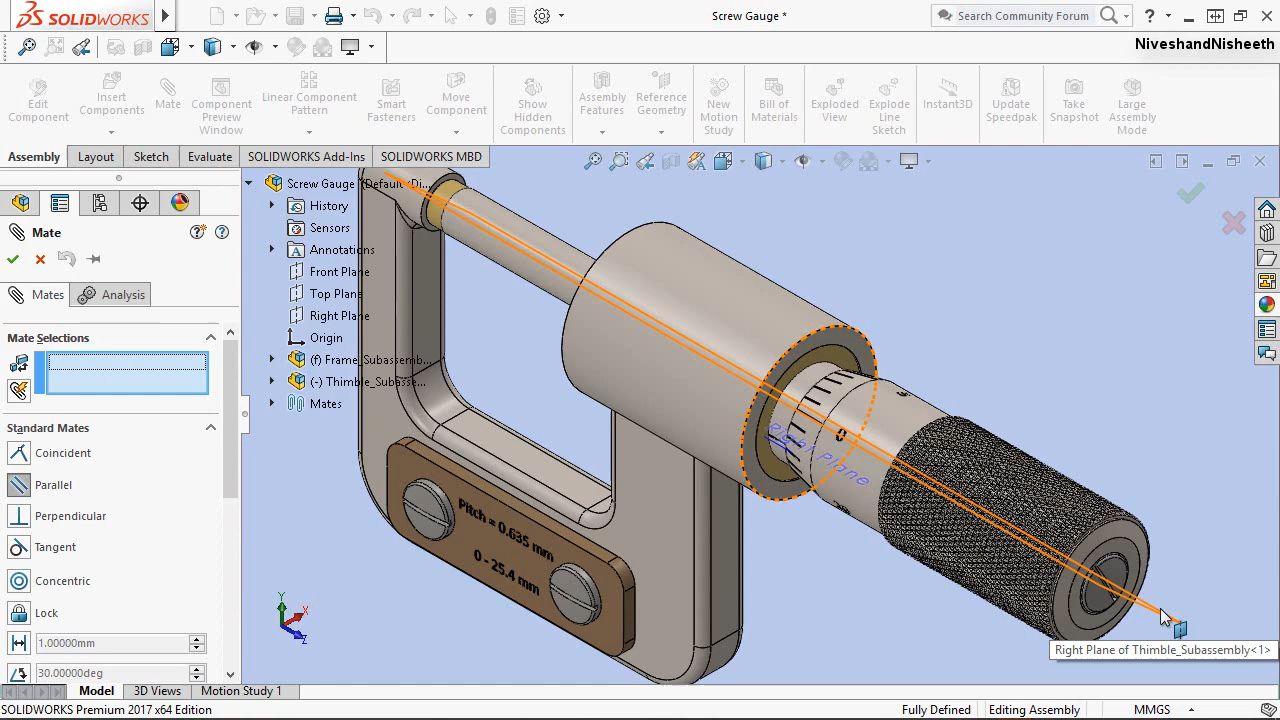 SOLIDWORKS
Screw Gauge *
Search Community Forum
?
NiveshandNisheeth
Edit Component
Insert Components
Mate
Component Preview Window
Linear Component Pattern
Smart Fasteners
Move Component
Show Hidden Components
Assembly Features
Reference Geometry
New Motion Study
Bill of Materials
Exploded View
Explode Line Sketch
Instant3D
Update Speedpak
Take Snapshot
Large Assembly Mode
Assembly
Layout
Sketch
Evaluate
SOLIDWORKS Add-Ins
SOLIDWORKS MBD
Mate
Mates
Analysis
Mate Selections
Standard Mates
Coincident
Parallel
Perpendicular
Tangent
Concentric
Lock
1.00000mm
30.00000deg
Screw Gauge (Default<Di...
History
Sensors
Annotations
Front Plane
Top Plane
Right Plane
Origin
(f) Frame_Subassemb...
(-) Thimble_Subasse...
Mates
Right Plane
0
5
Pitch = 0.635 mm
0 - 25.4 mm
Y
X
Z
Right Plane of Thimble_Subassembly<1>
Model
3D Views
Motion Study 1
SOLIDWORKS Premium 2017 x64 Edition
Fully Defined
Editing Assembly
MMGS